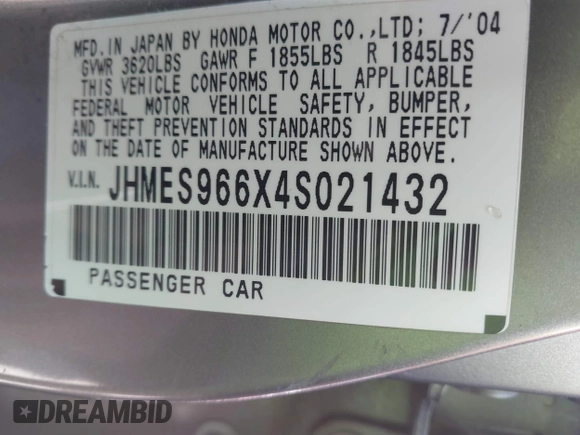 MFD.IN JAPAN BY HONDA MOTOR CO.,LTD; 7/'04
GVWR 3620LBS GAWR F 1855LBS R 1845LBS
THIS VEHICLE CONFORMS TO ALL APPLICABLE
FEDERAL MOTOR VEHICLE SAFETY, BUMPER,
AND THEFT PREVENTION STANDARDS IN EFFECT
ON THE DATE OF MANUFACTURE SHOWN ABOVE.
V.I.N. JHMES966X4S021432
PASSENGER CAR
DREAMBID